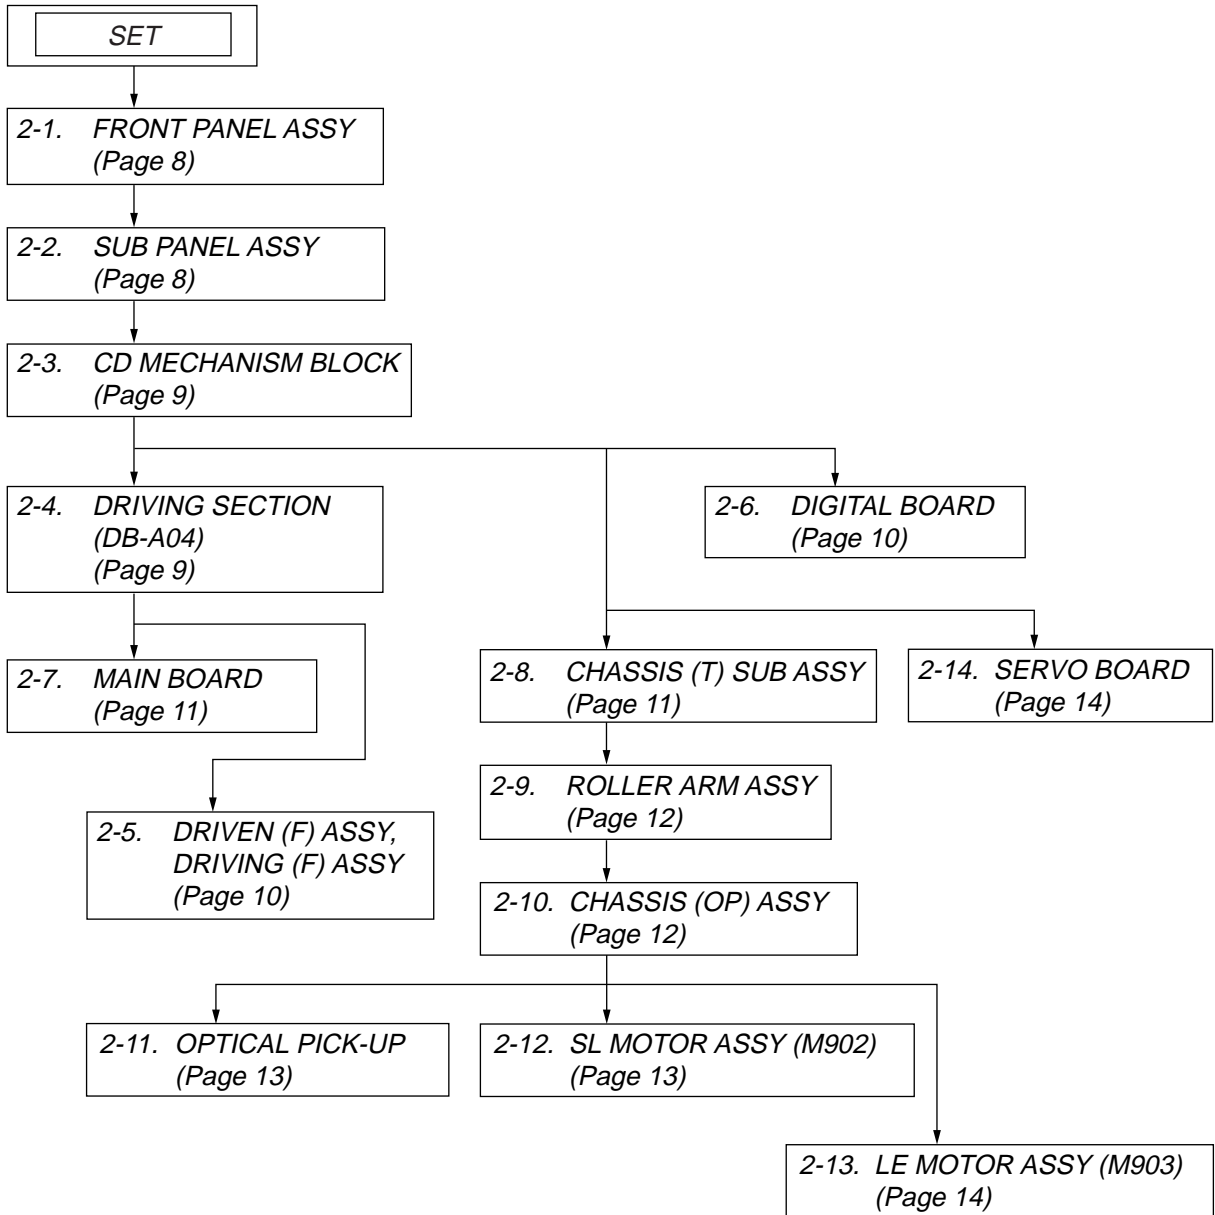 SET
2-1. FRONT PANEL ASSY
(Page 8)
2-2. SUB PANEL ASSY
(Page 8)
2-3. CD MECHANISM BLOCK
(Page 9)
2-4. DRIVING SECTION
(DB-A04)
(Page 9)
2-6. DIGITAL BOARD
(Page 10)
2-7. MAIN BOARD
(Page 11)
2-8. CHASSIS (T) SUB ASSY
(Page 11)
2-14. SERVO BOARD
(Page 14)
2-9. ROLLER ARM ASSY
(Page 12)
2-5. DRIVEN (F) ASSY,
DRIVING (F) ASSY
(Page 10)
2-10. CHASSIS (OP) ASSY
(Page 12)
2-11. OPTICAL PICK-UP
(Page 13)
2-12. SL MOTOR ASSY (M902)
(Page 13)
2-13. LE MOTOR ASSY (M903)
(Page 14)